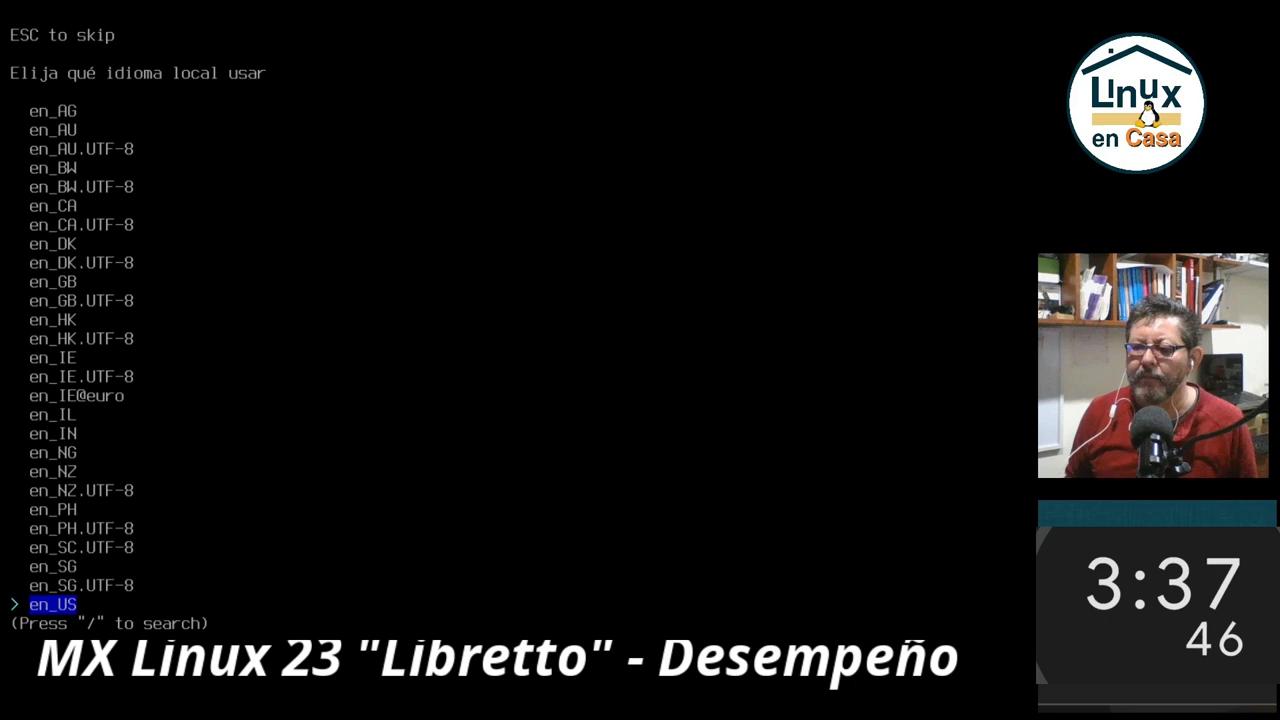 ESC to skip
Elija qué idioma local usar
en_AG
en_AU
en_AU.UTF-8
en_BW
en_BW.UTF-8
en_CA
en_CA.UTF-8
en_DK
en_DK.UTF-8
en_GB
en_GB.UTF-8
en_HK
en_HK.UTF-8
en_IE
en_IE.UTF-8
en_IE@euro
en_IL
en_IN
en_NG
en_NZ
en_NZ.UTF-8
en_PH
en_PH.UTF-8
en_SC.UTF-8
en_SG
en_SG.UTF-8
> en_US
(Press "/" to search)
MX Linux 23 "Libretto" - Desempeño
Linux
en Casa
3:37
46